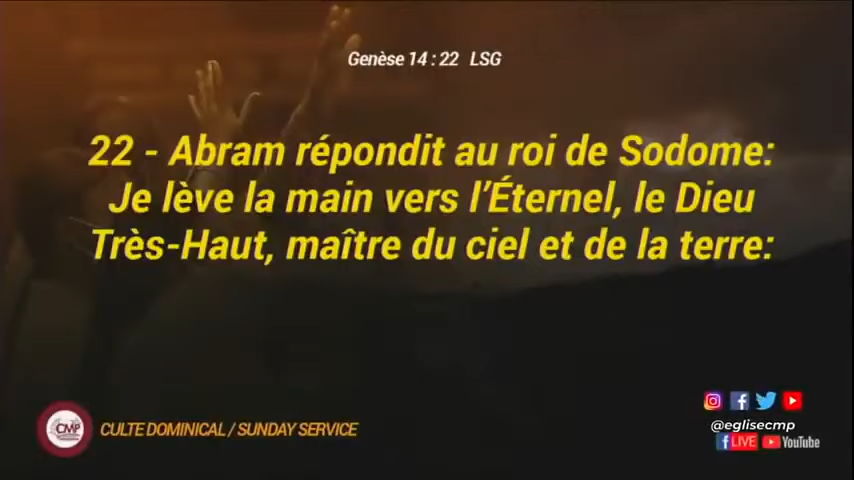 Genèse 14 : 22 LSG
22 - Abram répondit au roi de Sodome:
Je lève la main vers l'Éternel, le Dieu
Très-Haut, maître du ciel et de la terre:
CMP
CULTE DOMINICAL / SUNDAY SERVICE
@eglisecmp
LIVE YouTube